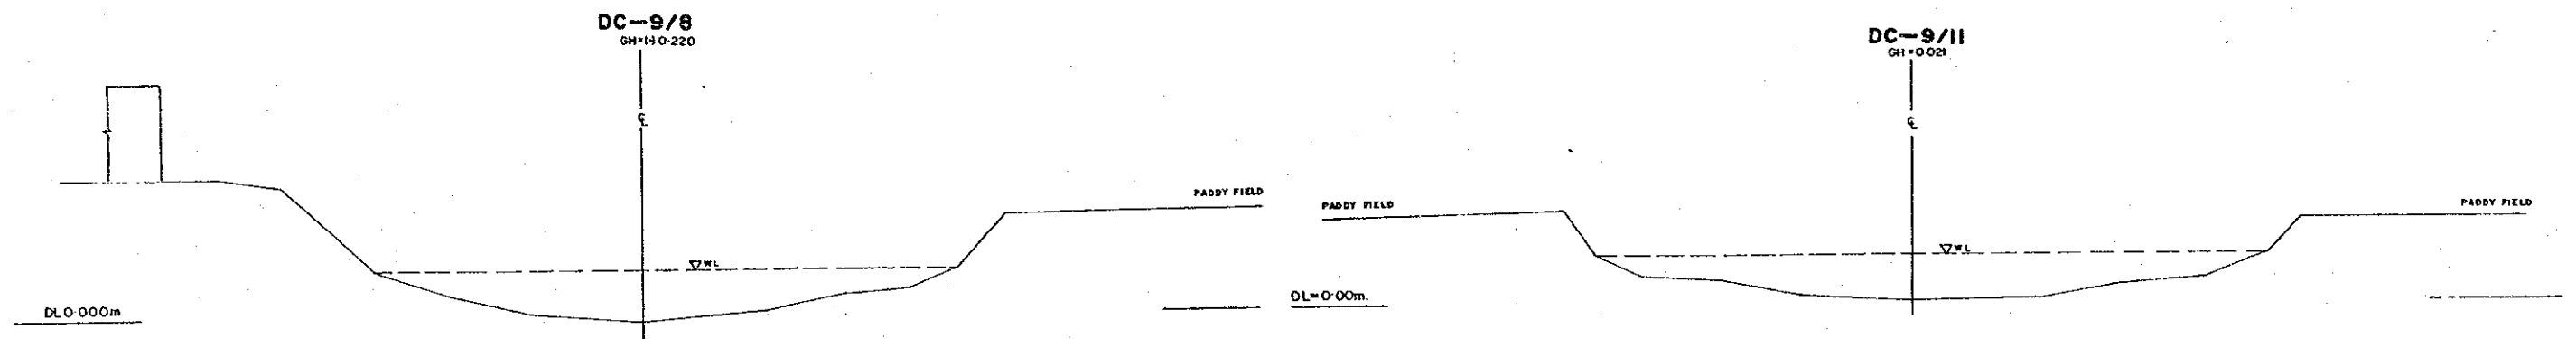 DC-9/8
GH=(-)0·220
℄
PADDY FIELD
▽WL
DL0·000m
DC-9/11
GH=0·021
℄
PADDY FIELD
PADDY FIELD
▽WL
DL=0·00m.